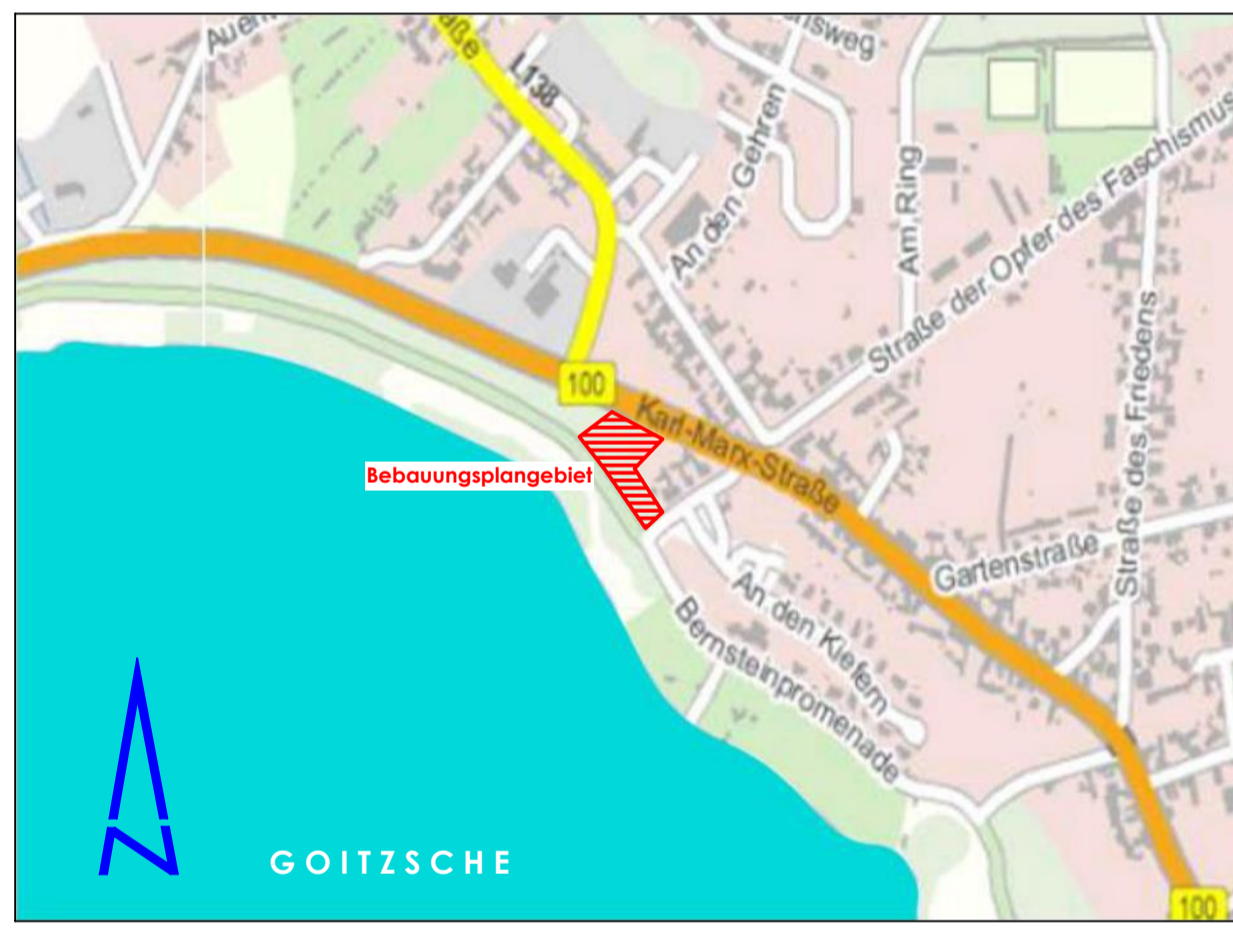 L138
An den Gehren
Am Ring
Straße der Opfer des Faschismus
100
Karl-Marx-Straße
Bebauungsplangebiet
Straße des Friedens
Gartenstraße
An den Kiefern
Bernsteinpromenade
GOITZSCHE
100